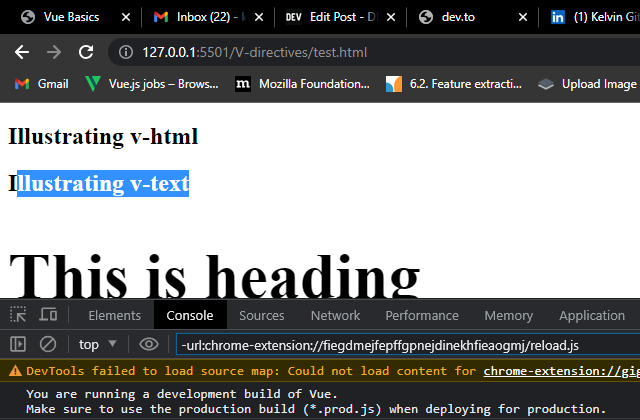 Vue Basics
Inbox (22) -
DEV Edit Post - D
dev.to
(1) Kelvin Git
127.0.0.1:5501/V-directives/test.html
Gmail
Vue.js jobs – Brows...
m Mozilla Foundation...
6.2. Feature extracti...
Upload Image
Illustrating v-html
Illustrating v-text
This is heading
Elements Console Sources Network Performance Memory Application
top -url:chrome-extension://fiegdmejfepffgpnejdinekhfieaogmj/reload.js
DevTools failed to load source map: Could not load content for chrome-extension://gig
You are running a development build of Vue.
Make sure to use the production build (*.prod.js) when deploying for production.